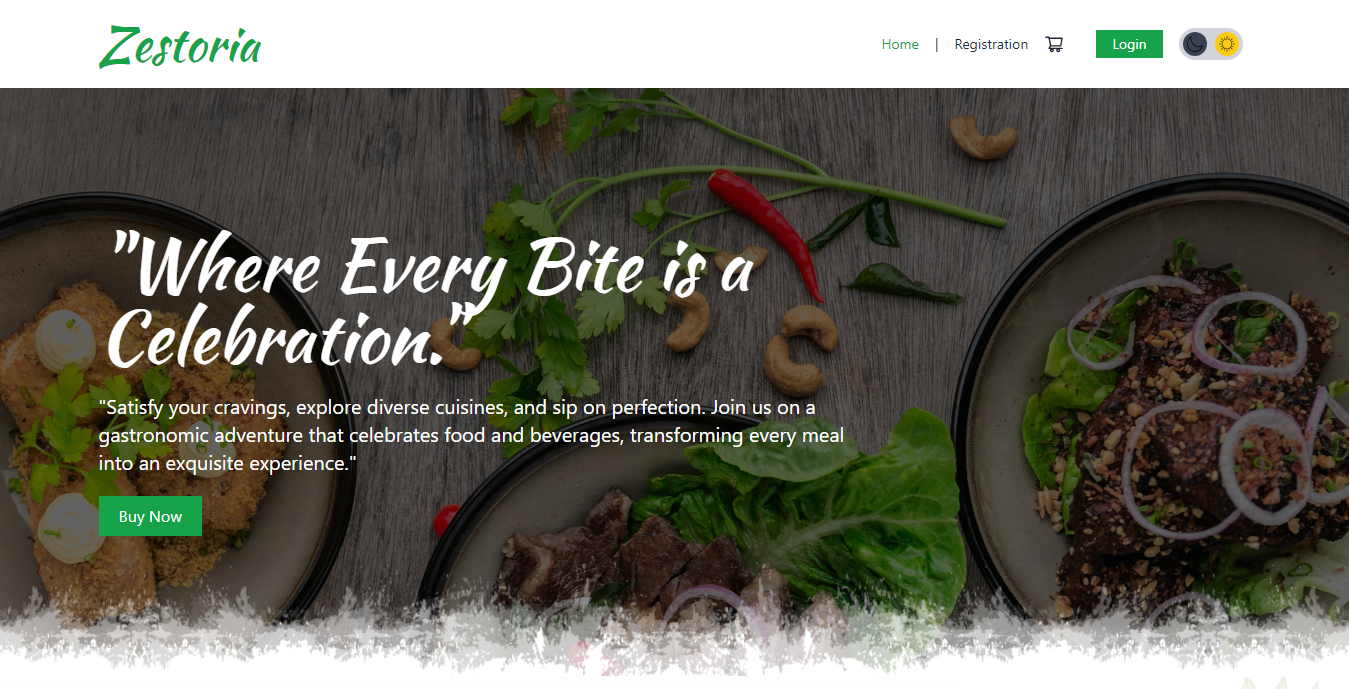 Zestoria
Home | Registration
Login
"Where Every Bite is a
Celebration."
"Satisfy your cravings, explore diverse cuisines, and sip on perfection. Join us on a
gastronomic adventure that celebrates food and beverages, transforming every meal
into an exquisite experience."
Buy Now